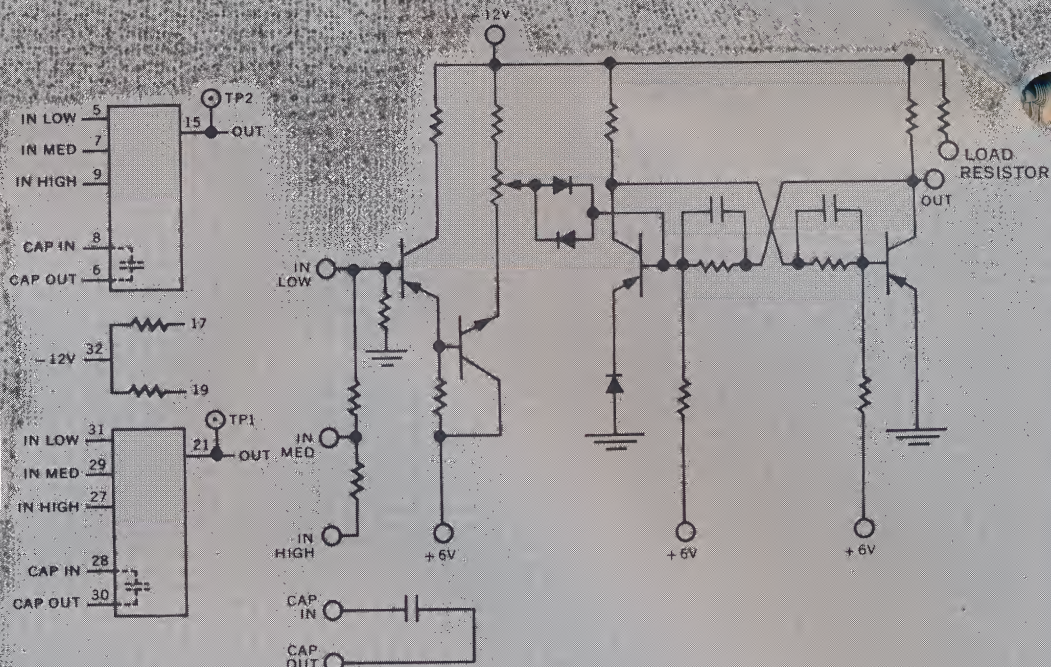 5
IN LOW
7
IN MED
9
IN HIGH
8
CAP IN
6
CAP OUT
15
TP2
OUT
-12V
32
17
19
31
IN LOW
29
IN MED
27
IN HIGH
28
CAP IN
30
CAP OUT
21
TP1
OUT
-12V
IN
LOW
IN
MED
IN
HIGH
+6V
CAP
IN
CAP
OUT
LOAD
RESISTOR
OUT
+6V
+6V